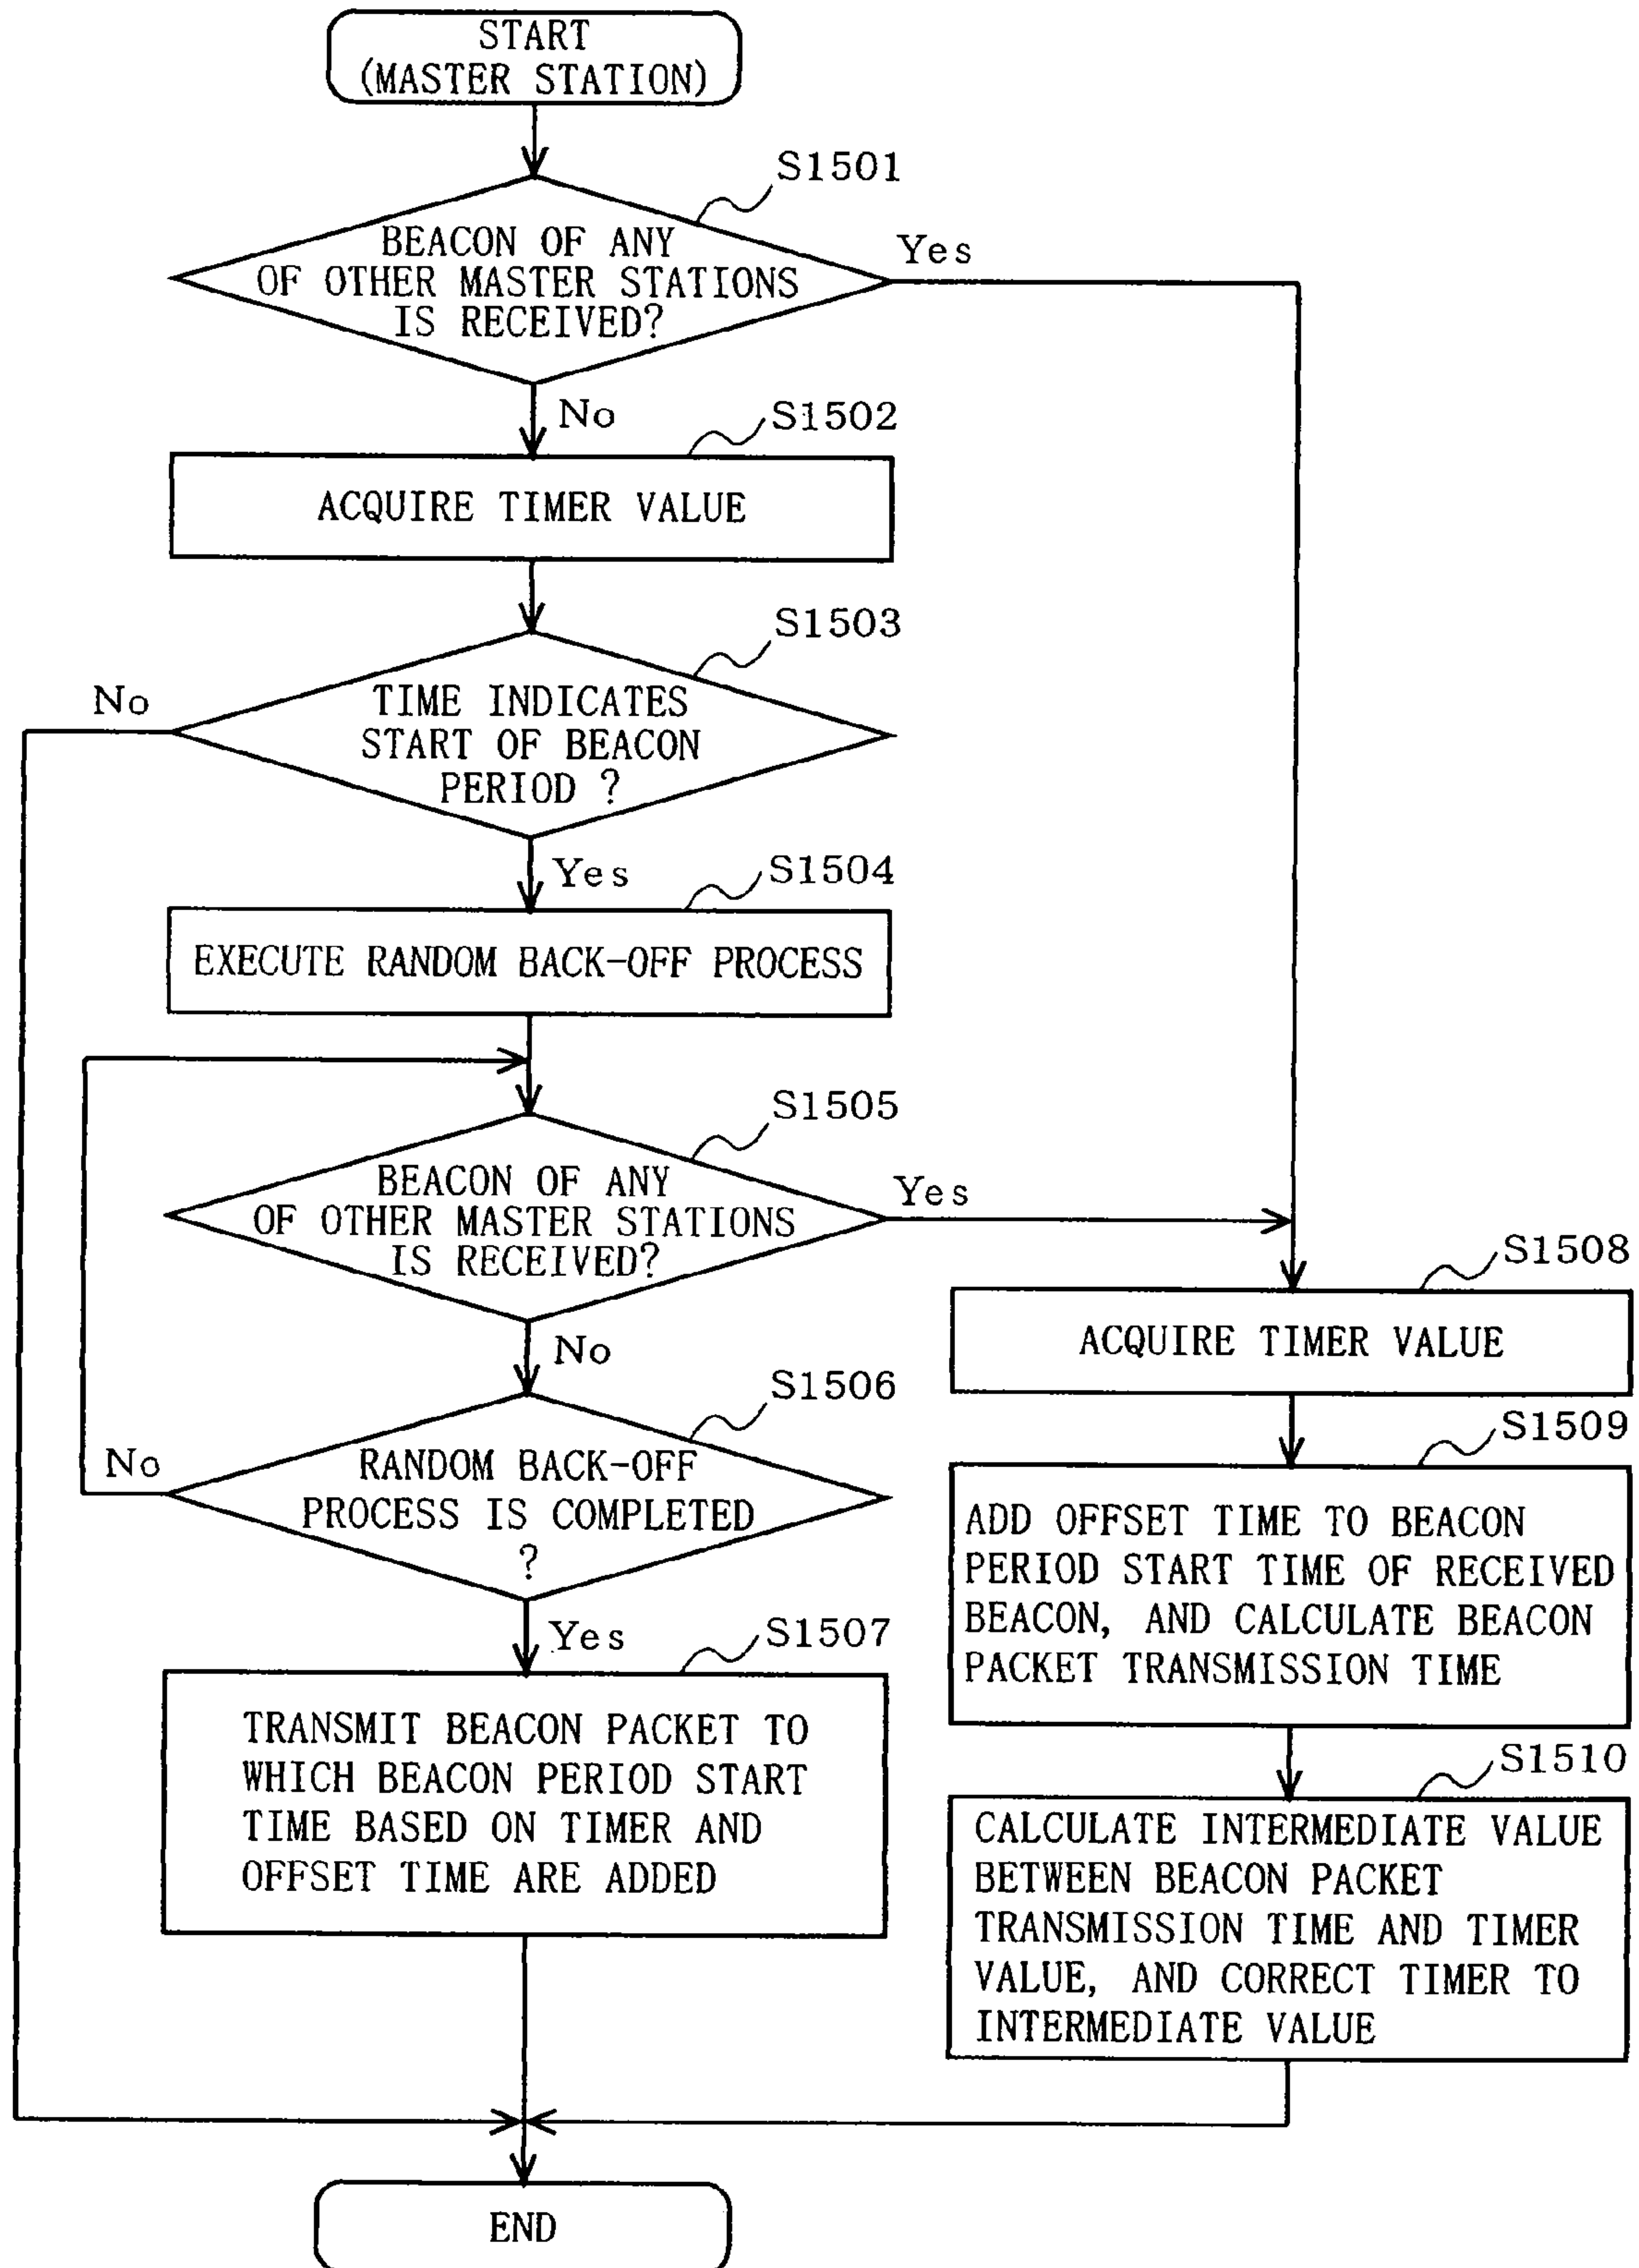 START
(MASTER STATION)
S1501
BEACON OF ANY
OF OTHER MASTER STATIONS
IS RECEIVED?
Yes
No
S1502
ACQUIRE TIMER VALUE
S1503
TIME INDICATES
START OF BEACON
PERIOD ?
No
Yes
S1504
EXECUTE RANDOM BACK-OFF PROCESS
S1505
BEACON OF ANY
OF OTHER MASTER STATIONS
IS RECEIVED?
Yes
No
S1506
RANDOM BACK-OFF
PROCESS IS COMPLETED
?
No
Yes
S1507
TRANSMIT BEACON PACKET TO
WHICH BEACON PERIOD START
TIME BASED ON TIMER AND
OFFSET TIME ARE ADDED
S1508
ACQUIRE TIMER VALUE
S1509
ADD OFFSET TIME TO BEACON
PERIOD START TIME OF RECEIVED
BEACON, AND CALCULATE BEACON
PACKET TRANSMISSION TIME
S1510
CALCULATE INTERMEDIATE VALUE
BETWEEN BEACON PACKET
TRANSMISSION TIME AND TIMER
VALUE, AND CORRECT TIMER TO
INTERMEDIATE VALUE
END